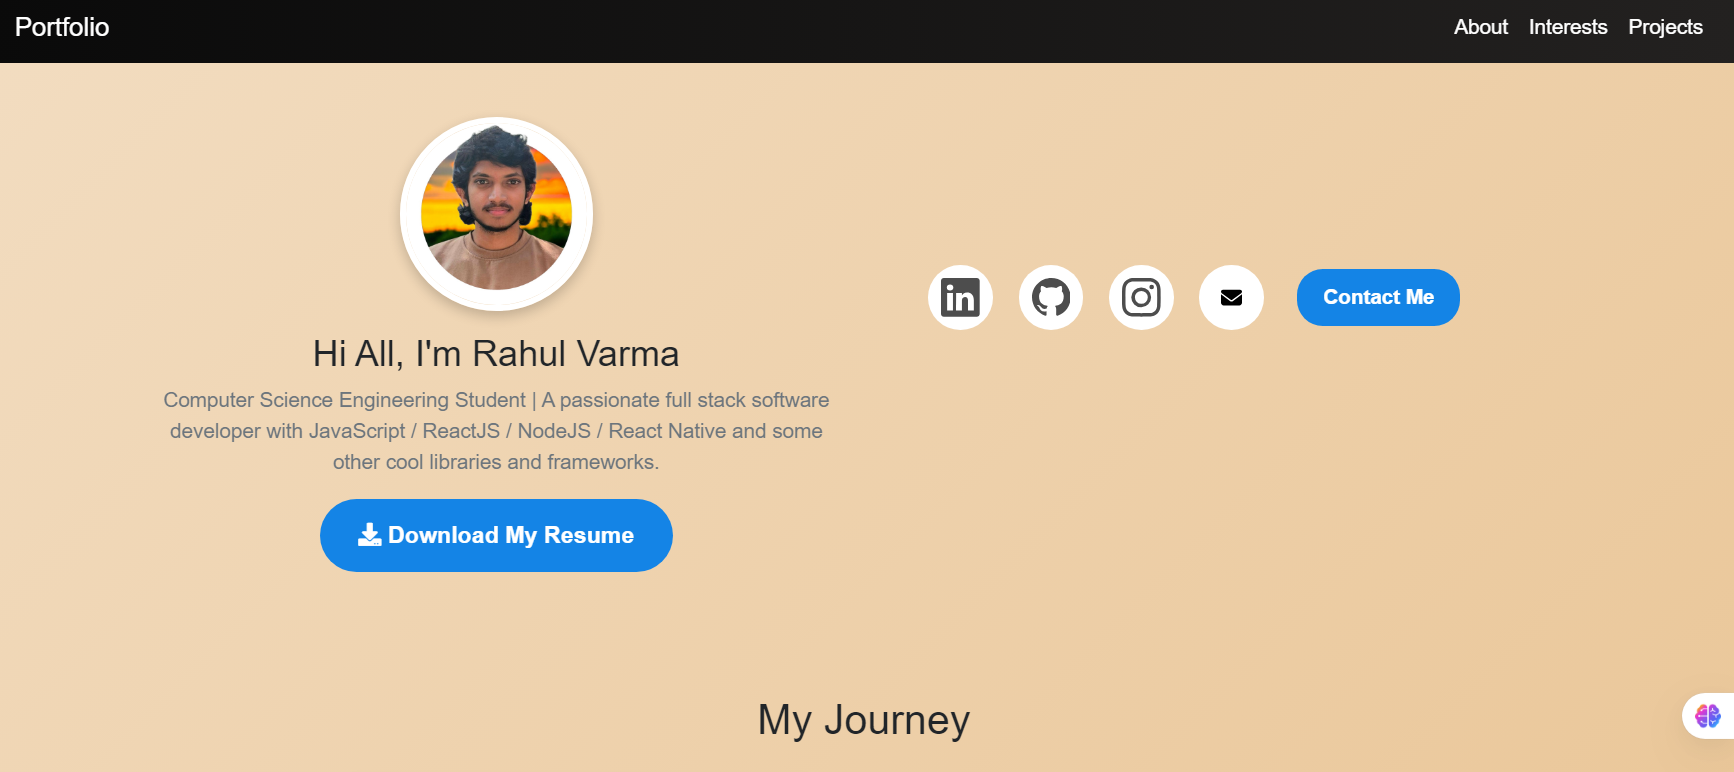 Portfolio
About Interests Projects
Hi All, I'm Rahul Varma
Computer Science Engineering Student | A passionate full stack software
developer with JavaScript / ReactJS / NodeJS / React Native and some
other cool libraries and frameworks.
Download My Resume
in
Contact Me
My Journey